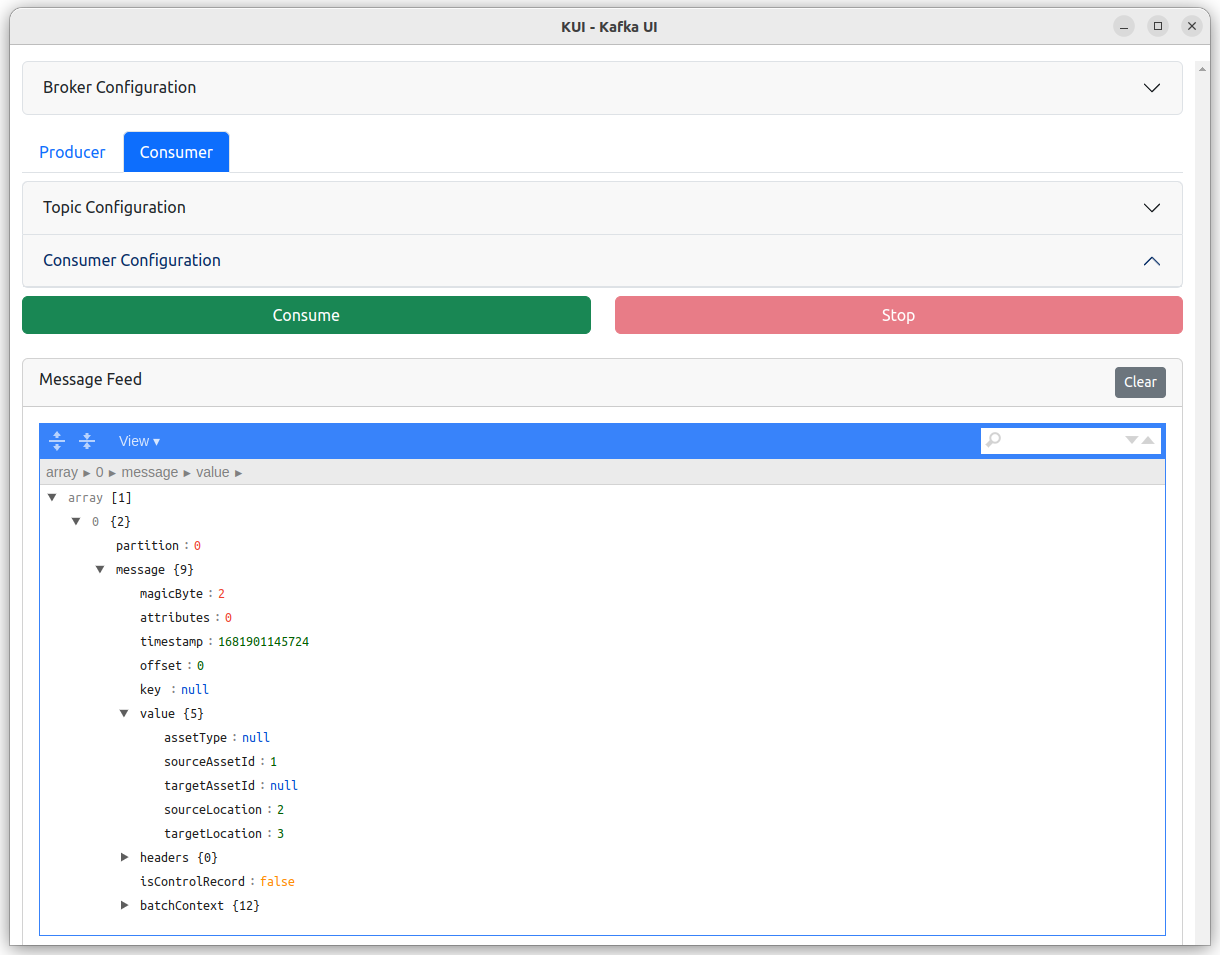 KUI - Kafka UI
Broker Configuration
Producer Consumer
Topic Configuration
Consumer Configuration
Consume Stop
Message Feed Clear
View ▾
array ► 0 ► message ► value ►
▼ array [1]
▼ 0 {2}
partition : 0
▼ message {9}
magicByte : 2
attributes : 0
timestamp : 1681901145724
offset : 0
key : null
▼ value {5}
assetType : null
sourceAssetId : 1
targetAssetId : null
sourceLocation : 2
targetLocation : 3
► headers {0}
isControlRecord : false
► batchContext {12}